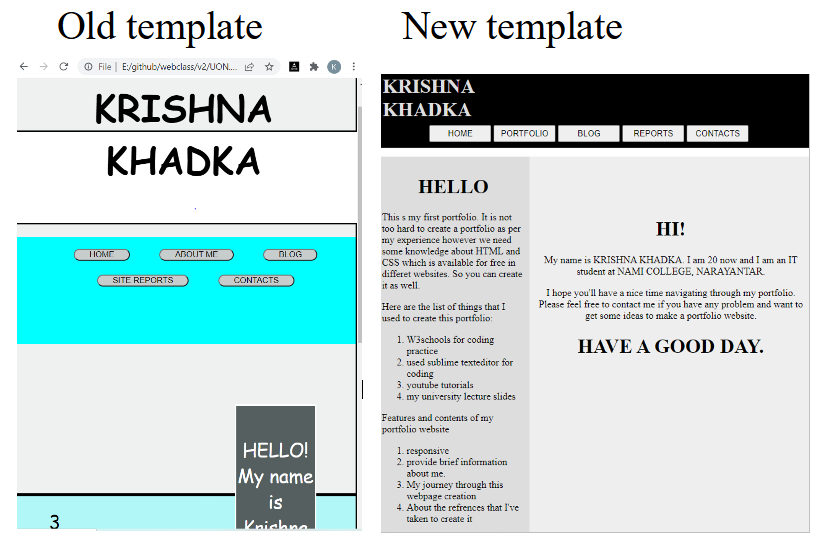 Old template
New template
File | E:/github/webclass/v2/UON....
K
KRISHNA
KHADKA
.
HOME
ABOUT ME
BLOG
SITE REPORTS
CONTACTS
HELLO!
My name
is
Krishna
3
KRISHNA
KHADKA
HOME
PORTFOLIO
BLOG
REPORTS
CONTACTS
HELLO
This s my first portfolio. It is not
too hard to create a portfolio as per
my experience however we need
some knowledge about HTML and
CSS which is available for free in
differet websites. So you can create
it as well.
Here are the list of things that I
used to create this portfolio:
1. W3schools for coding
practice
2. used sublime texteditor for
coding
3. youtube tutorials
4. my university lecture slides
Features and contents of my
portfolio website
1. responsive
2. provide brief information
about me.
3. My journey through this
webpage creation
4. About the refrences that I've
taken to create it
HI!
My name is KRISHNA KHADKA. I am 20 now and I am an IT
student at NAMI COLLEGE, NARAYANTAR.
I hope you'll have a nice time navigating through my portfolio.
Please feel free to contact me if you have any problem and want to
get some ideas to make a portfolio website.
HAVE A GOOD DAY.